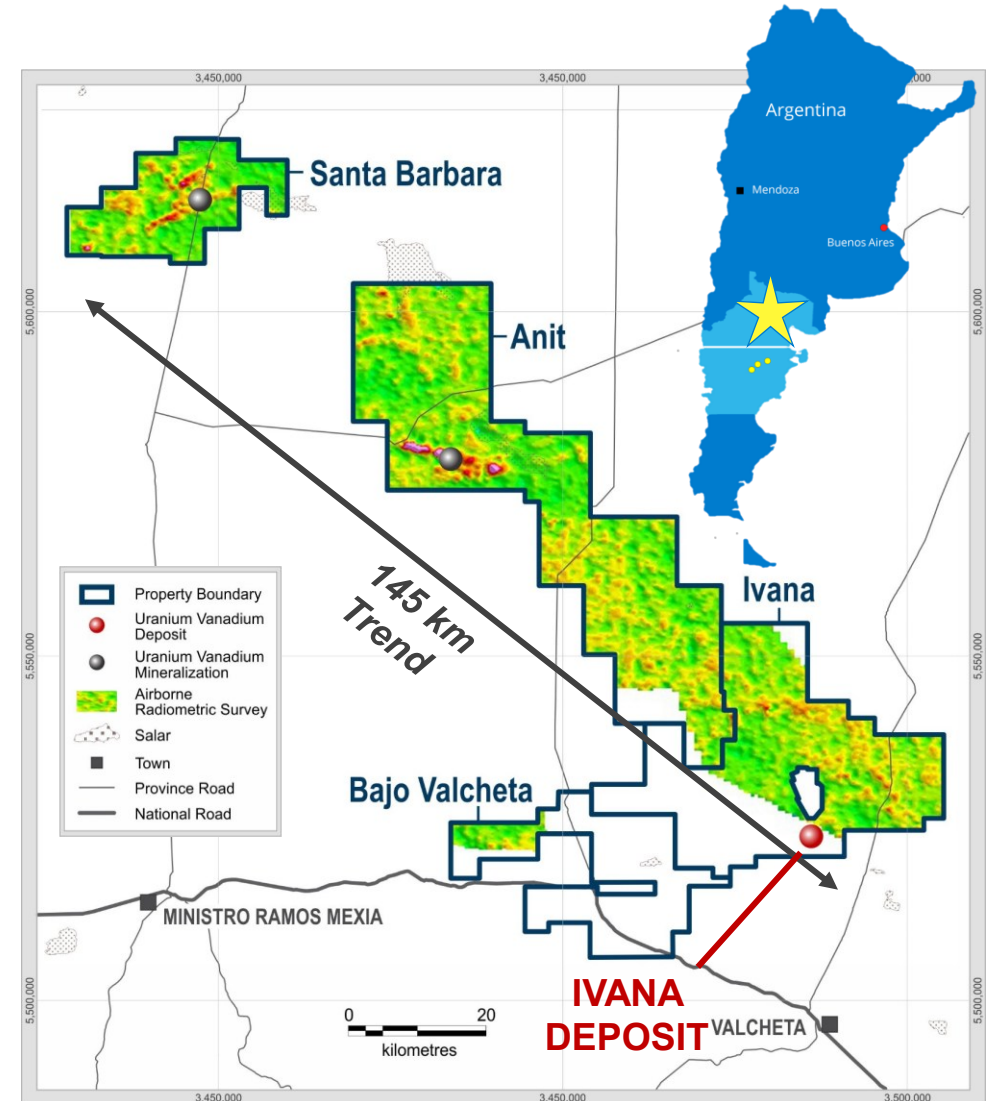 3,450,000
3,450,000
,000
Argentina
Mendoza
Buenos Aires
Santa Barbara
5,600,000
5,600,000
Anit
145 km
Trend
Ivana
Property Boundary
Uranium Vanadium
Deposit
Uranium Vanadium
Mineralization
Airborne
Radiometric Survey
Salar
Town
Province Road
National Road
5,550,000
5,550,000
Bajo Valcheta
MINISTRO RAMOS MEXIA
IVANA
DEPOSIT
VALCHETA
0 20
kilometres
5,500,000
5,500,000
3,450,000
3,450,000
3,500,000